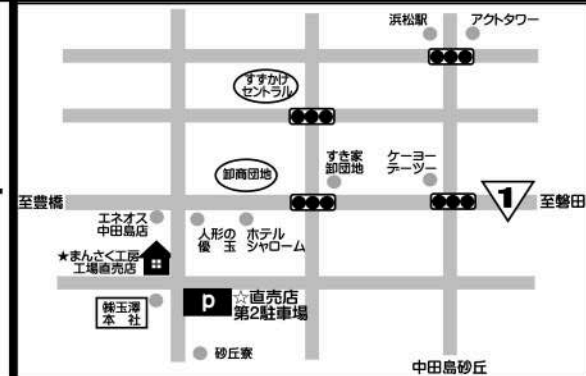 浜松駅
アクトタワー
すずかけ
セントラル
卸商団地
すき家
卸団地
ケーヨー
デーツー
至豊橋
1
至磐田
エネオス
中田島店
人形の
優玉
ホテル
シャローム
★まんさく工房
工場直売店
㈱玉澤
本社
P
☆直売店
第2駐車場
砂丘寮
中田島砂丘